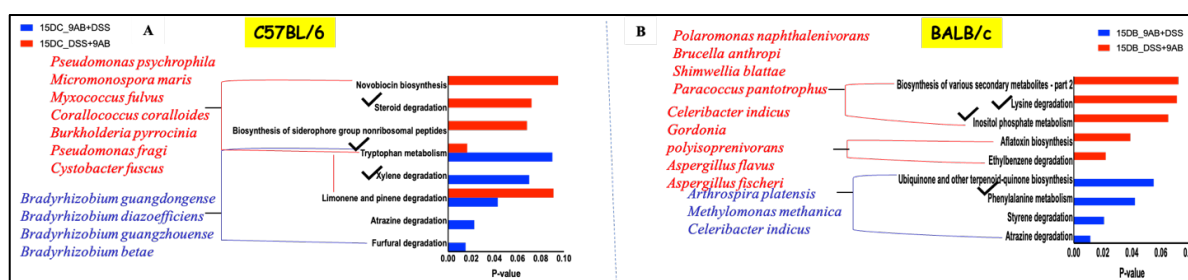 15DC_9AB+DSS
15DC_DSS+9AB
A
C57BL/6
Pseudomonas psychrophila
Micromonospora maris
Myxococcus fulvus
Corallococcus coralloides
Burkholderia pyrrocinia
Pseudomonas fragi
Cystobacter fuscus
Bradyrhizobium guangdongense
Bradyrhizobium diazoefficiens
Bradyrhizobium guangzhouense
Bradyrhizobium betae
Novobiocin biosynthesis
Steroid degradation
Biosynthesis of siderophore group nonribosomal peptides
Tryptophan metabolism
Xylene degradation
Limonene and pinene degradation
Atrazine degradation
Furfural degradation
0.00 0.02 0.04 0.06 0.08 0.10
P-value
B
BALB/c
15DB_9AB+DSS
15DB_DSS+9AB
Polaromonas naphthalenivorans
Brucella anthropi
Shimwellia blattae
Paracoccus pantotrophus
Celeribacter indicus
Gordonia
polyisoprenivorans
Aspergillus flavus
Aspergillus fischeri
Arthrospira platensis
Methylomonas methanica
Celeribacter indicus
Biosynthesis of various secondary metabolites - part 2
Lysine degradation
Inositol phosphate metabolism
Aflatoxin biosynthesis
Ethylbenzene degradation
Ubiquinone and other terpenoid-quinone biosynthesis
Phenylalanine metabolism
Styrene degradation
Atrazine degradation
0.00 0.02 0.04 0.06 0.08
P-value